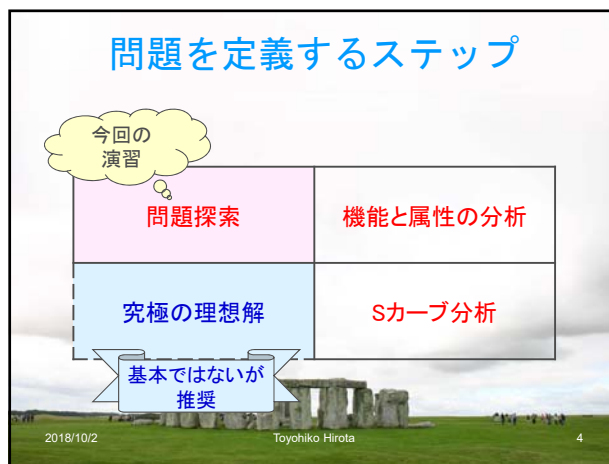 問題を定義するステップ
今回の
演習
問題探索
機能と属性の分析
究極の理想解
Sカーブ分析
基本ではないが
推奨
2018/10/2
Toyohiko Hirota
4